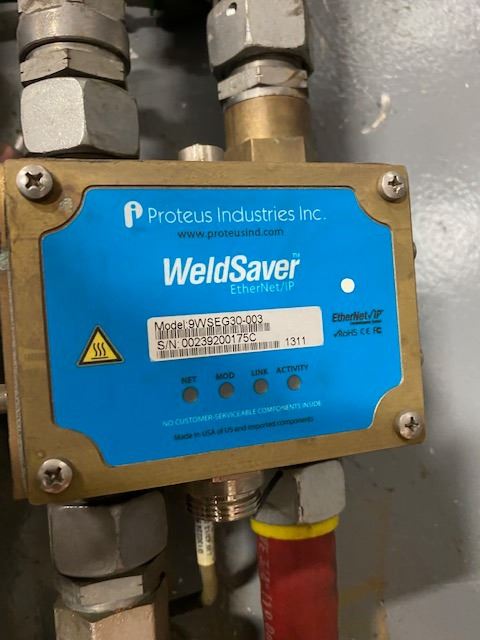 Proteus Industries Inc.
www.proteusind.com
WeldSaver™
EtherNet/IP
Model:9WSEG30-003
S/N: 00239200175C 1311
EtherNet/IP
RoHS CE FC
NET MOD LINK ACTIVITY
NO CUSTOMER-SERVICEABLE COMPONENTS INSIDE
Made in USA of US and imported components